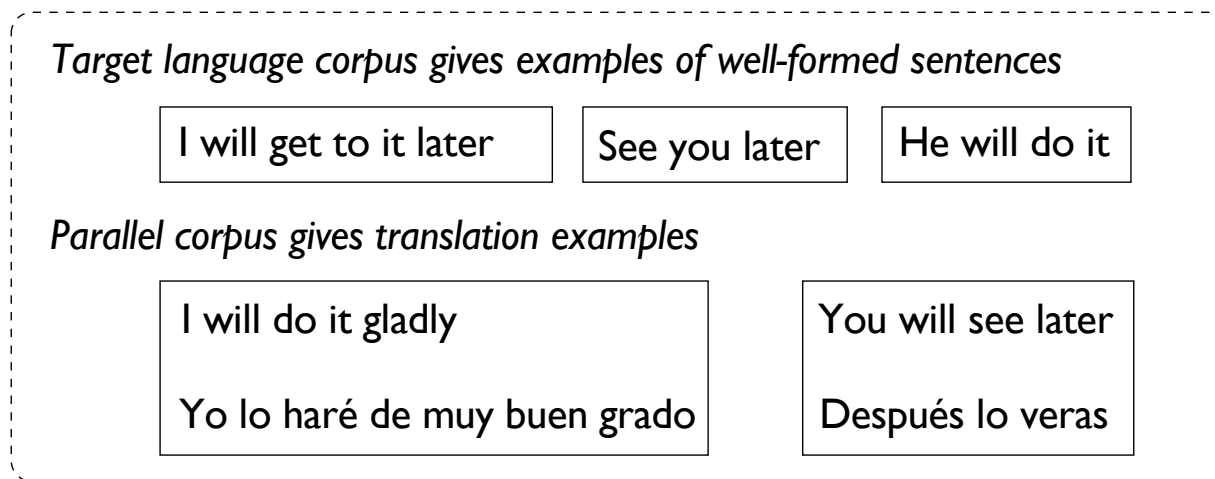 Target language corpus gives examples of well-formed sentences
I will get to it later
See you later
He will do it
Parallel corpus gives translation examples
I will do it gladly
Yo lo haré de muy buen grado
You will see later
Después lo veras